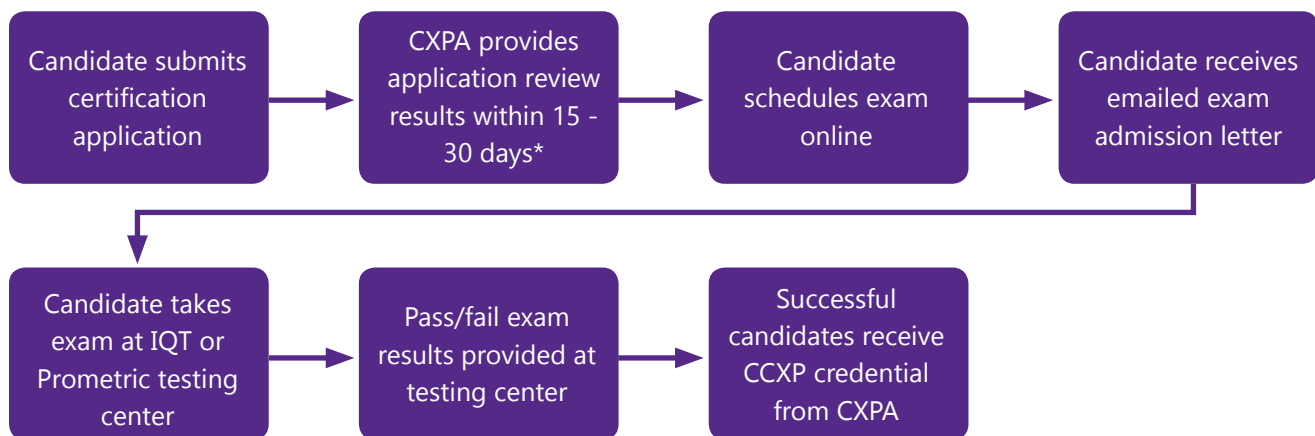 Candidate submits
certification
application
CXPA provides
application review
results within 15 -
30 days*
Candidate
schedules exam
online
Candidate receives
emailed exam
admission letter
Candidate takes
exam at IQT or
Prometric testing
center
Pass/fail exam
results provided at
testing center
Successful
candidates receive
CCXP credential
from CXPA